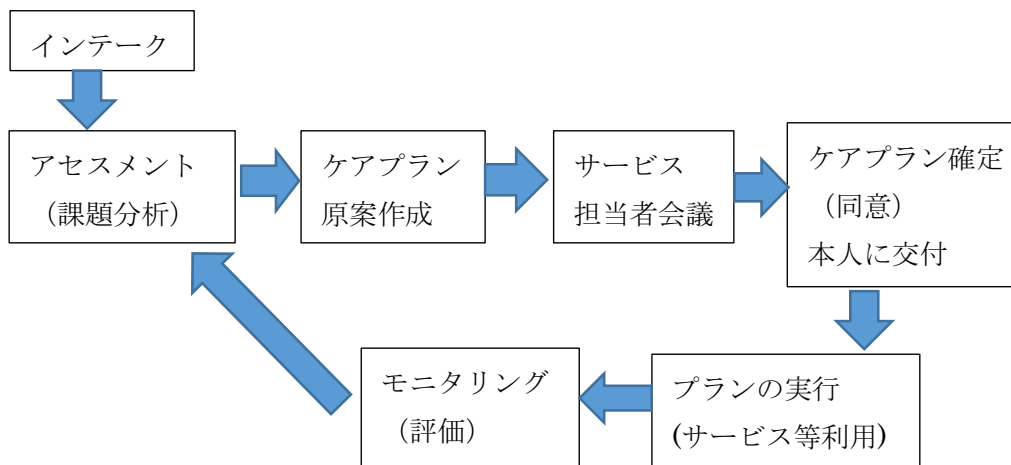 インテーク
アセスメント
（課題分析）
ケアプラン
原案作成
サービス
担当者会議
ケアプラン確定
（同意）
本人に交付
プランの実行
(サービス等利用)
モニタリング
（評価）